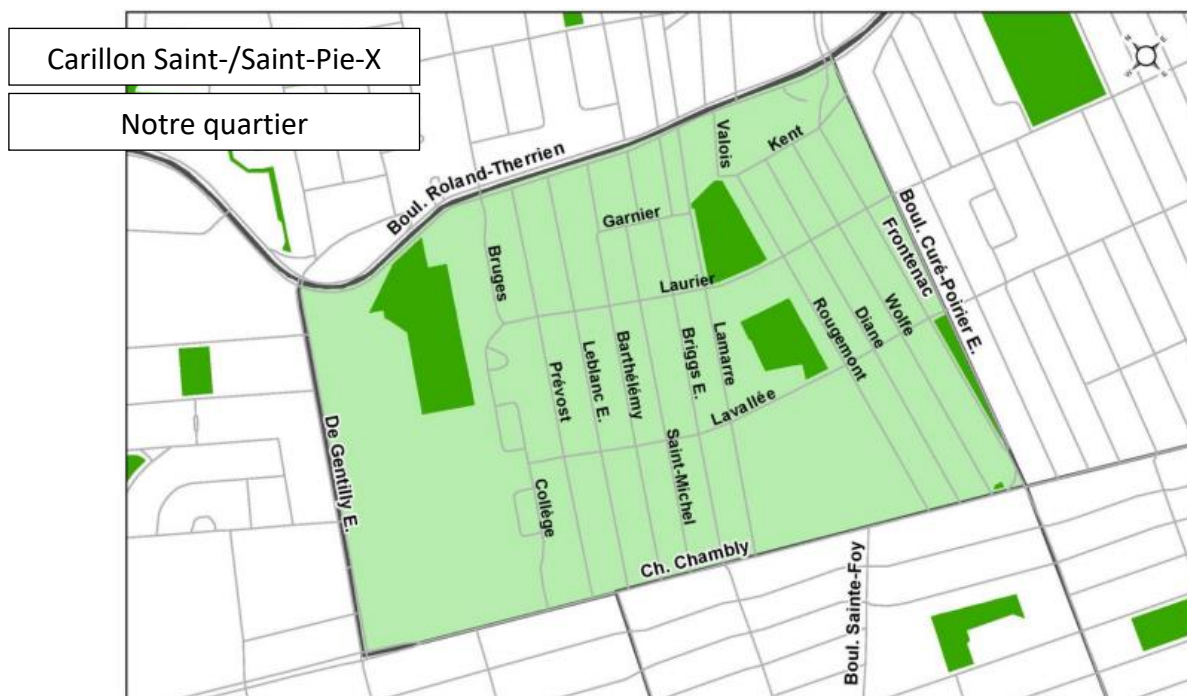 Carillon Saint-/Saint-Pie-X
Notre quartier
N
E
W
S
Boul. Roland-Therrien
Valois
Kent
Garnier
Bruges
Laurier
Boul. Curé-Poirier E.
Frontenac
Wolfe
Diane
Rougemont
Lamarre
Briggs E.
Barthélémy
Leblanc E.
Prévost
Lavallée
Saint-Michel
De Gentilly E.
Collège
Ch. Chambly
Boul. Sainte-Foy